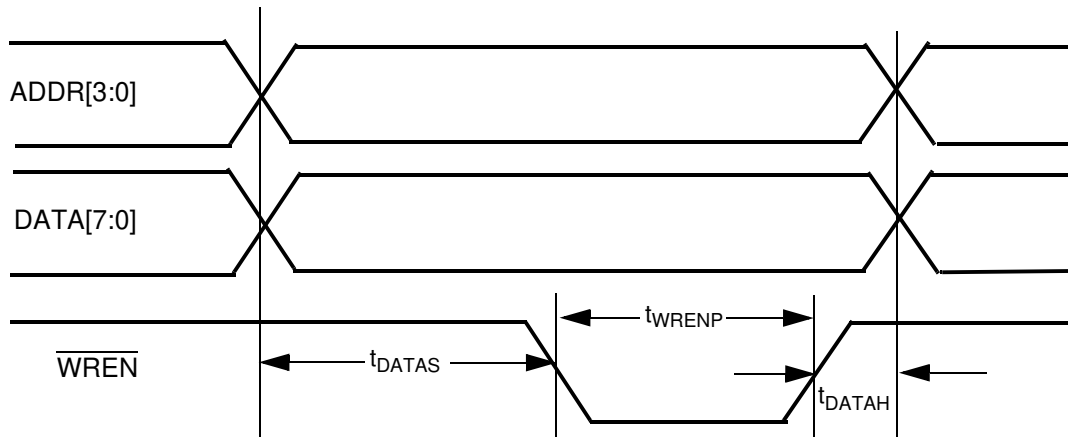 ADDR[3:0]
DATA[7:0]
tWRENP
WREN
tDATAS
tDATAH